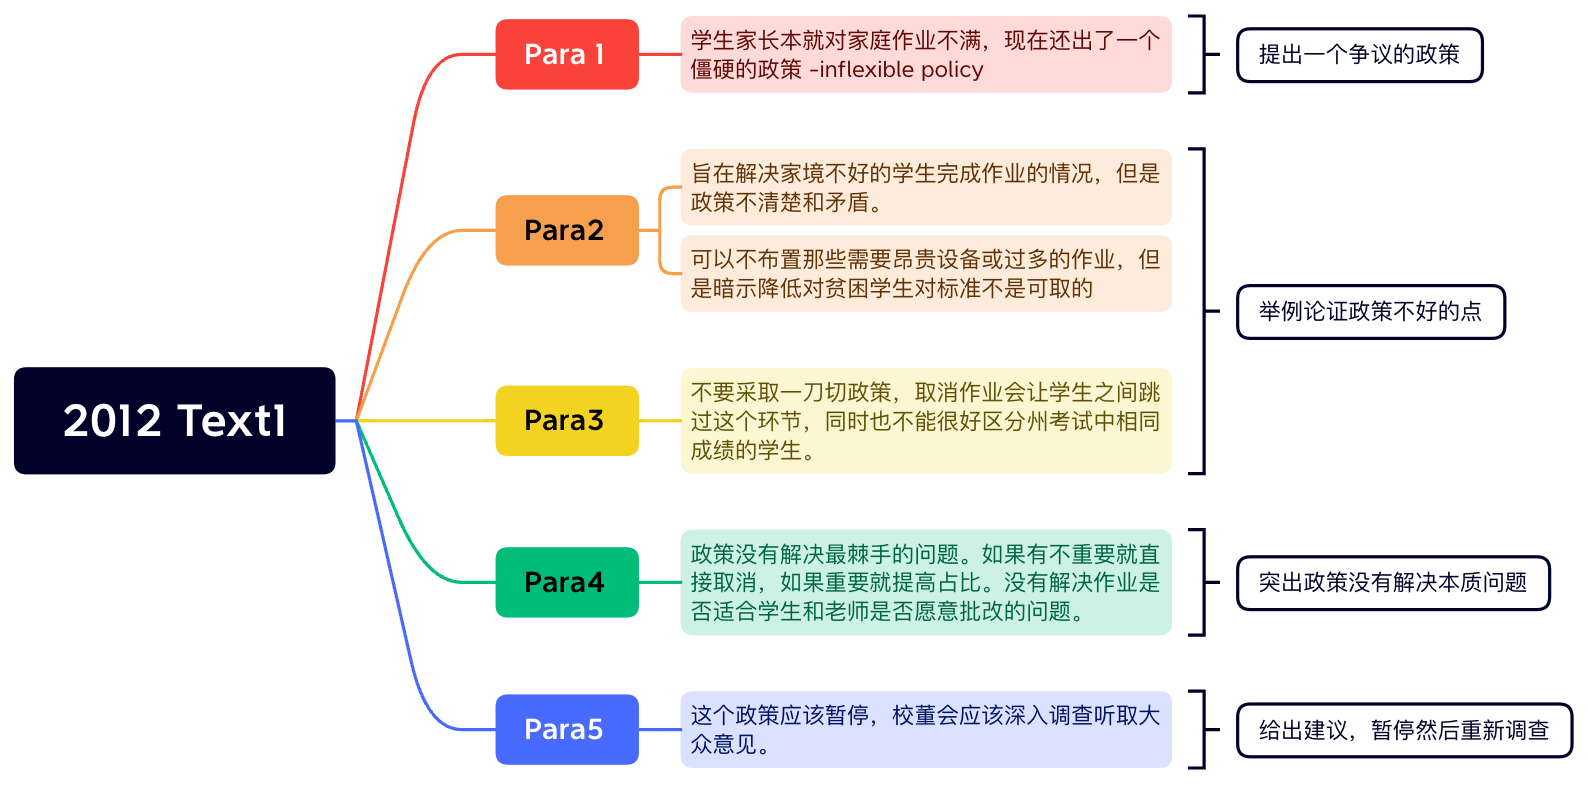 2012 Text1
Para 1
学生家长本就对家庭作业不满，现在还出了一个
僵硬的政策 -inflexible policy
提出一个争议的政策
Para2
旨在解决家境不好的学生完成作业的情况，但是
政策不清楚和矛盾。
可以不布置那些需要昂贵设备或过多的作业，但
是暗示降低对贫困学生对标准不是可取的
Para3
不要采取一刀切政策，取消作业会让学生之间跳
过这个环节，同时也不能很好区分州考试中相同
成绩的学生。
举例论证政策不好的点
Para4
政策没有解决最棘手的问题。如果有不重要就直
接取消，如果重要就提高占比。没有解决作业是
否适合学生和老师是否愿意批改的问题。
突出政策没有解决本质问题
Para5
这个政策应该暂停，校董会应该深入调查听取大
众意见。
给出建议，暂停然后重新调查